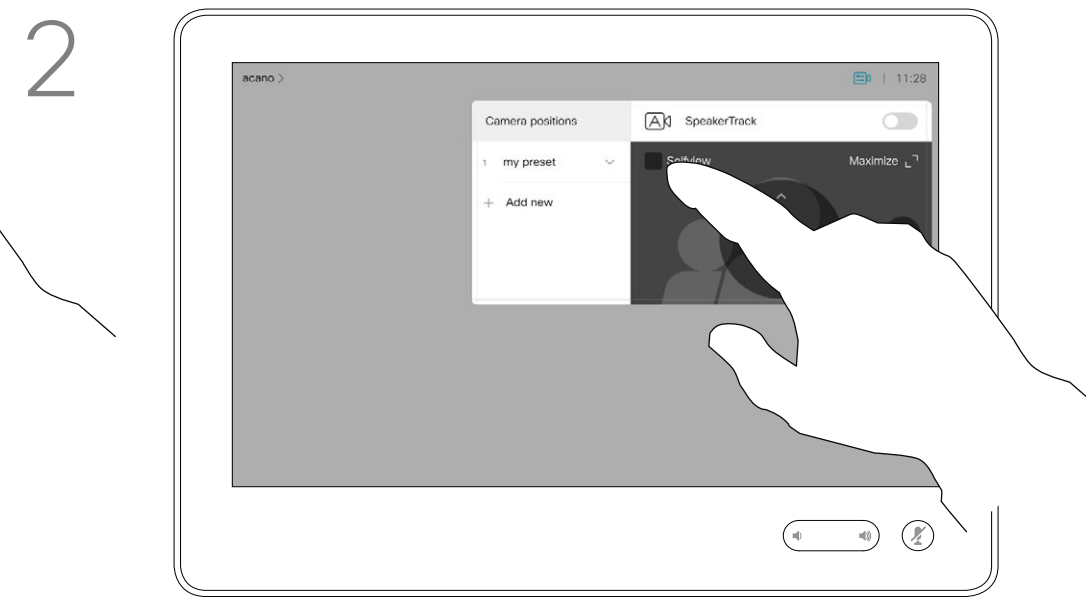 2
acano >
11:28
Camera positions
SpeakerTrack
1 my preset
Selfview
Maximize
+ Add new